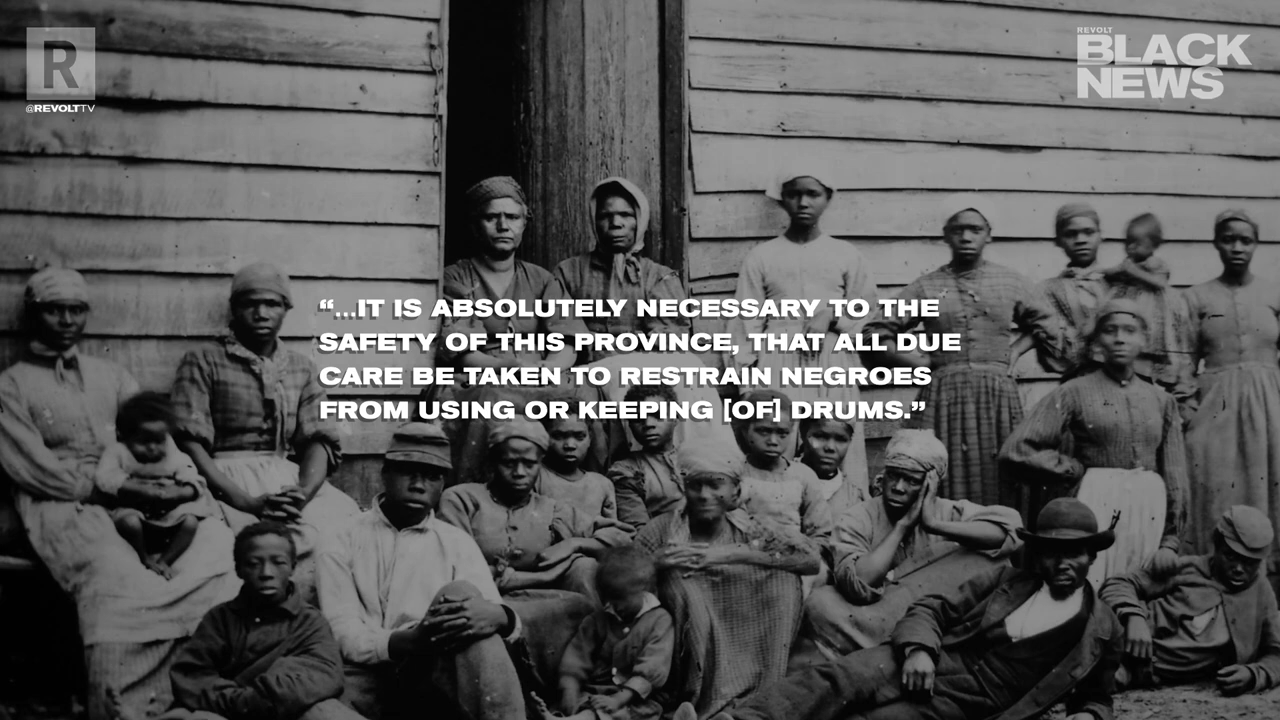 R
@REVOLTTV
REVOLT
BLACK
NEWS
“...IT IS ABSOLUTELY NECESSARY TO THE
SAFETY OF THIS PROVINCE, THAT ALL DUE
CARE BE TAKEN TO RESTRAIN NEGROES
FROM USING OR KEEPING [OF] DRUMS.”